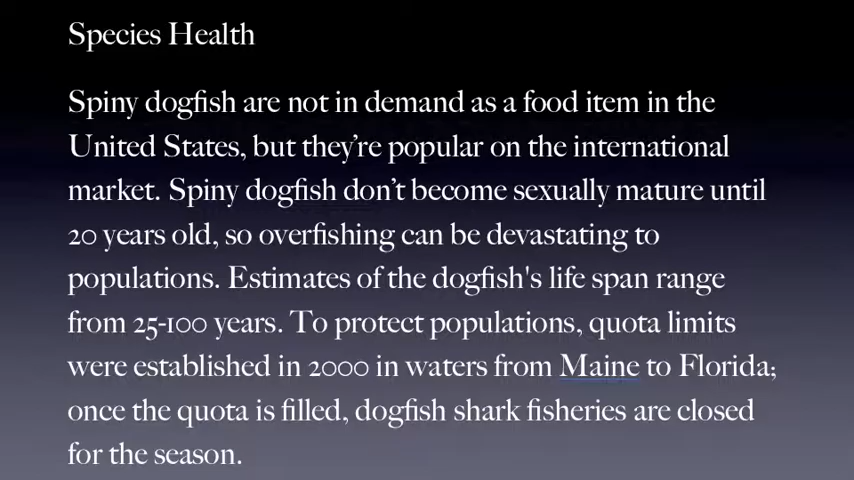 Species Health
Spiny dogfish are not in demand as a food item in the
United States, but they’re popular on the international
market. Spiny dogfish don’t become sexually mature until
20 years old, so overfishing can be devastating to
populations. Estimates of the dogfish's life span range
from 25-100 years. To protect populations, quota limits
were established in 2000 in waters from Maine to Florida;
once the quota is filled, dogfish shark fisheries are closed
for the season.